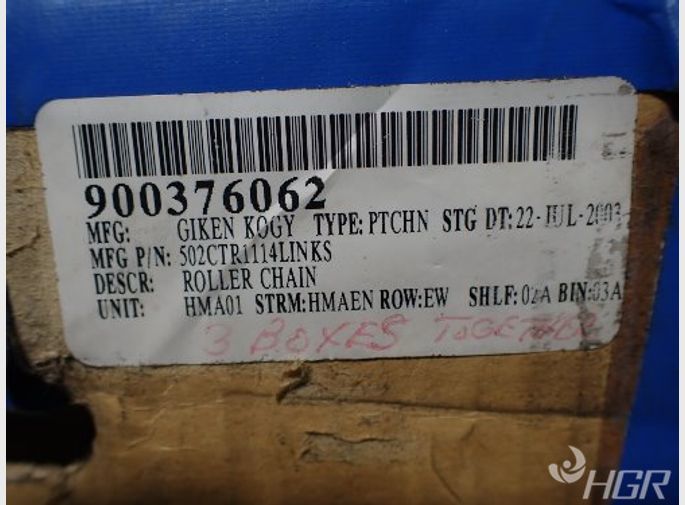 900376062
MFG: GIKEN KOGY TYPE: PTCHN STG DT: 22-JUL-2003
MFG P/N: 502CTR1114LINKS
DESCR: ROLLER CHAIN
UNIT: HMA01 STRM:HMAEN ROW:EW SHLF:02A BIN:03A
3 BOXES TOGETHER
HGR